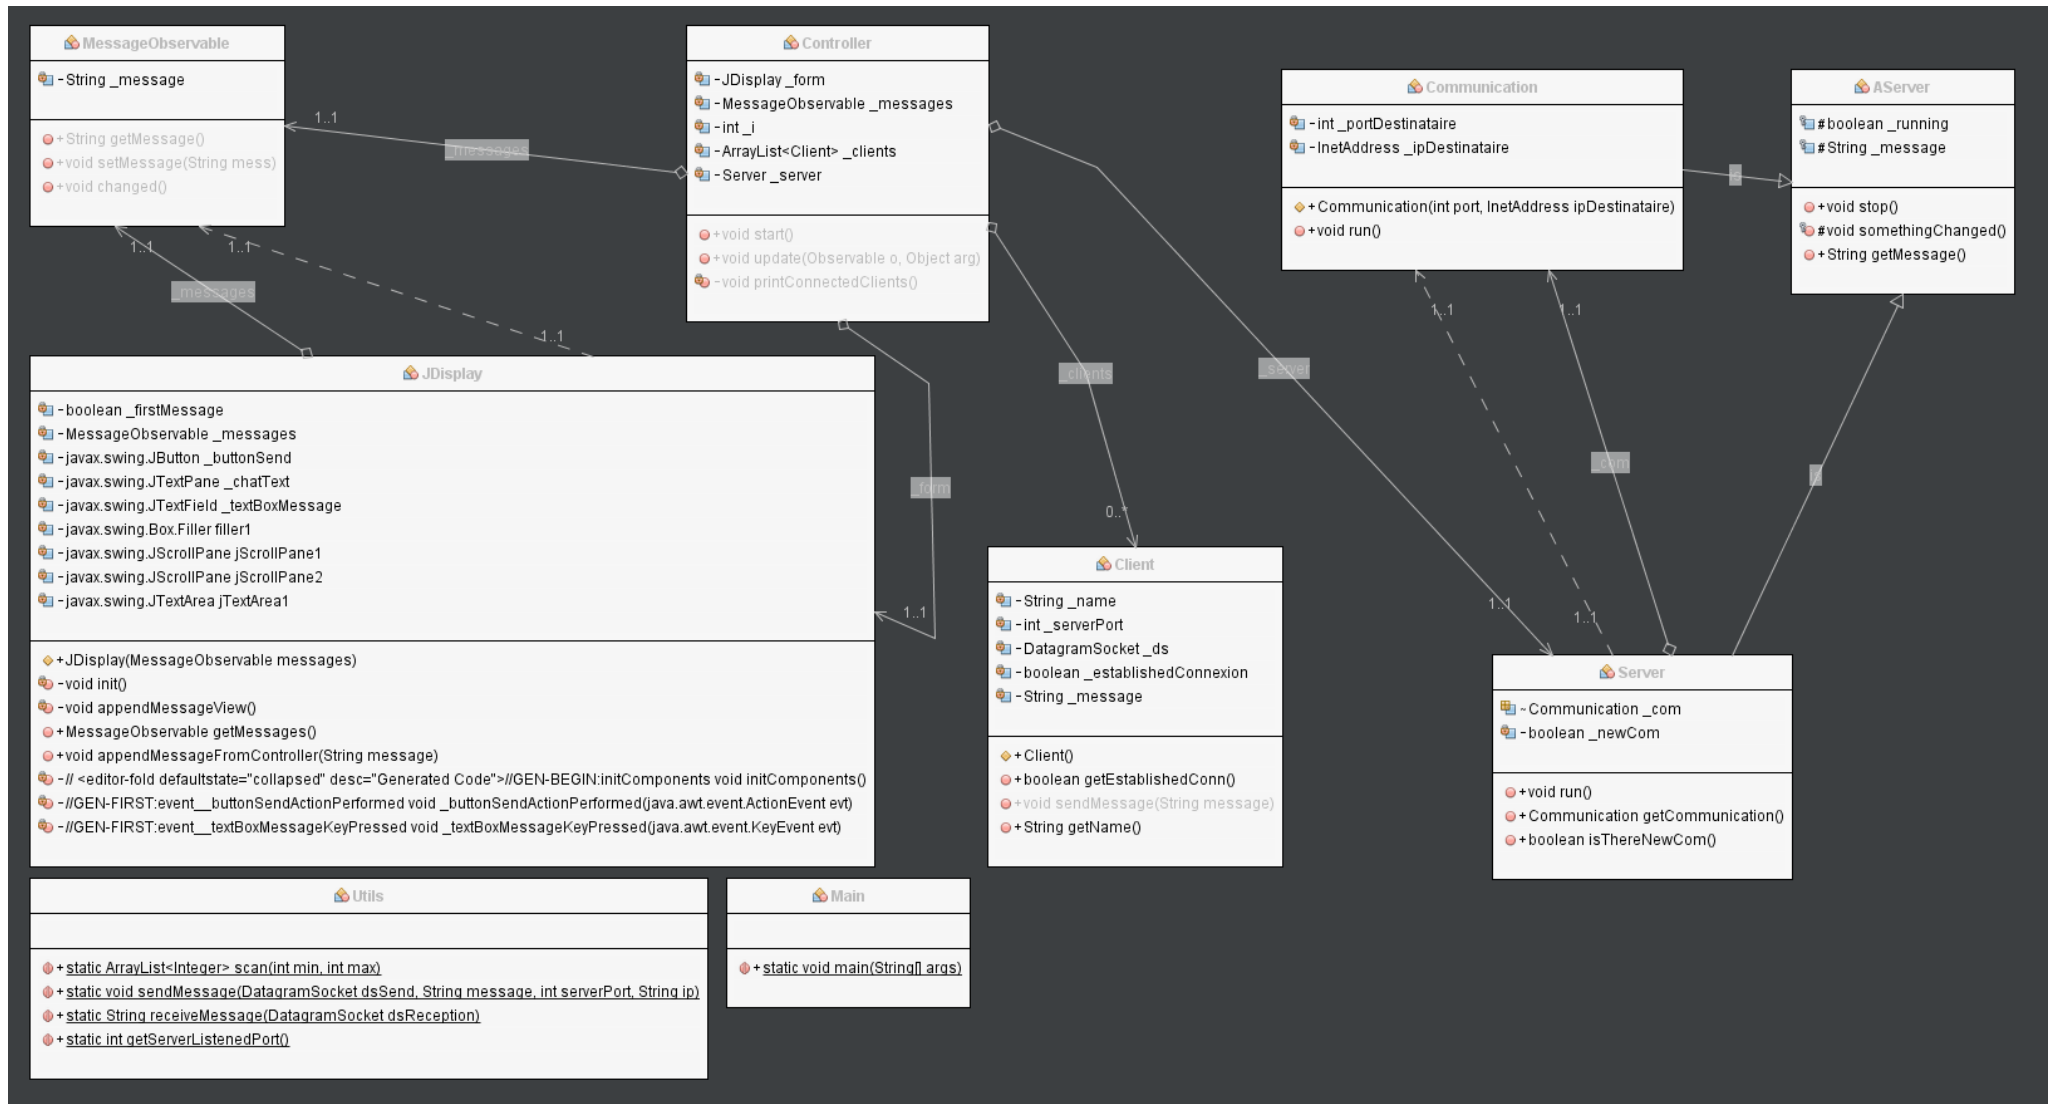 MessageObservable
-String _message
+String getMessage()
+void setMessage(String mess)
+void changed()
Controller
-JDisplay _form
-MessageObservable _messages
-int _i
-ArrayList<Client> _clients
-Server _server
+void start()
+void update(Observable o, Object arg)
-void printConnectedClients()
Communication
-int _portDestinataire
-InetAddress _ipDestinataire
+Communication(int port, InetAddress ipDestinataire)
+void run()
AServer
#boolean _running
#String _message
+void stop()
#void somethingChanged()
+String getMessage()
1..1
_messages
1..1
1..1
_messages
1..1
_form
1..1
_clients
0..*
_server
1..1
1..1
1..1
_com
1..1
JDisplay
-boolean _firstMessage
-MessageObservable _messages
-javax.swing.JButton _buttonSend
-javax.swing.JTextPane _chatText
-javax.swing.JTextField _textBoxMessage
-javax.swing.Box.Filler filler1
-javax.swing.JScrollPane jScrollPane1
-javax.swing.JScrollPane jScrollPane2
-javax.swing.JTextArea jTextArea1
+JDisplay(MessageObservable messages)
-void init()
-void appendMessageView()
+MessageObservable getMessages()
+void appendMessageFromController(String message)
-// <editor-fold defaultstate="collapsed" desc="Generated Code">//GEN-BEGIN:initComponents void initComponents()
-//GEN-FIRST:event__buttonSendActionPerformed void _buttonSendActionPerformed(java.awt.event.ActionEvent evt)
-//GEN-FIRST:event__textBoxMessageKeyPressed void _textBoxMessageKeyPressed(java.awt.event.KeyEvent evt)
Client
-String _name
-int _serverPort
-DatagramSocket _ds
-boolean _establishedConnexion
-String _message
+Client()
+boolean getEstablishedConn()
+void sendMessage(String message)
+String getName()
Server
~Communication _com
-boolean _newCom
+void run()
+Communication getCommunication()
+boolean isThereNewCom()
Utils
+static ArrayList<Integer> scan(int min, int max)
+static void sendMessage(DatagramSocket dsSend, String message, int serverPort, String ip)
+static String receiveMessage(DatagramSocket dsReception)
+static int getServerListenedPort()
Main
+static void main(String[] args)